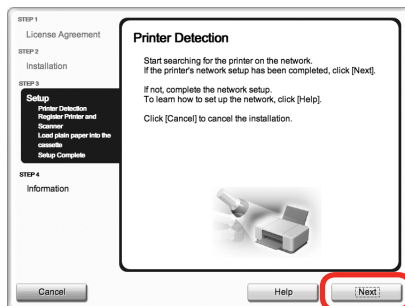 STEP 1
License Agreement
STEP 2
Installation
STEP 3
Setup
Printer Detection
Register Printer and
Scanner
Load plain paper into the
cassette
Setup Complete
STEP 4
Information
Printer Detection
Start searching for the printer on the network.
If the printer's network setup has been completed, click [Next].
If not, complete the network setup.
To learn how to set up the network, click [Help].
Click [Cancel] to cancel the installation.
Cancel
Help
Next